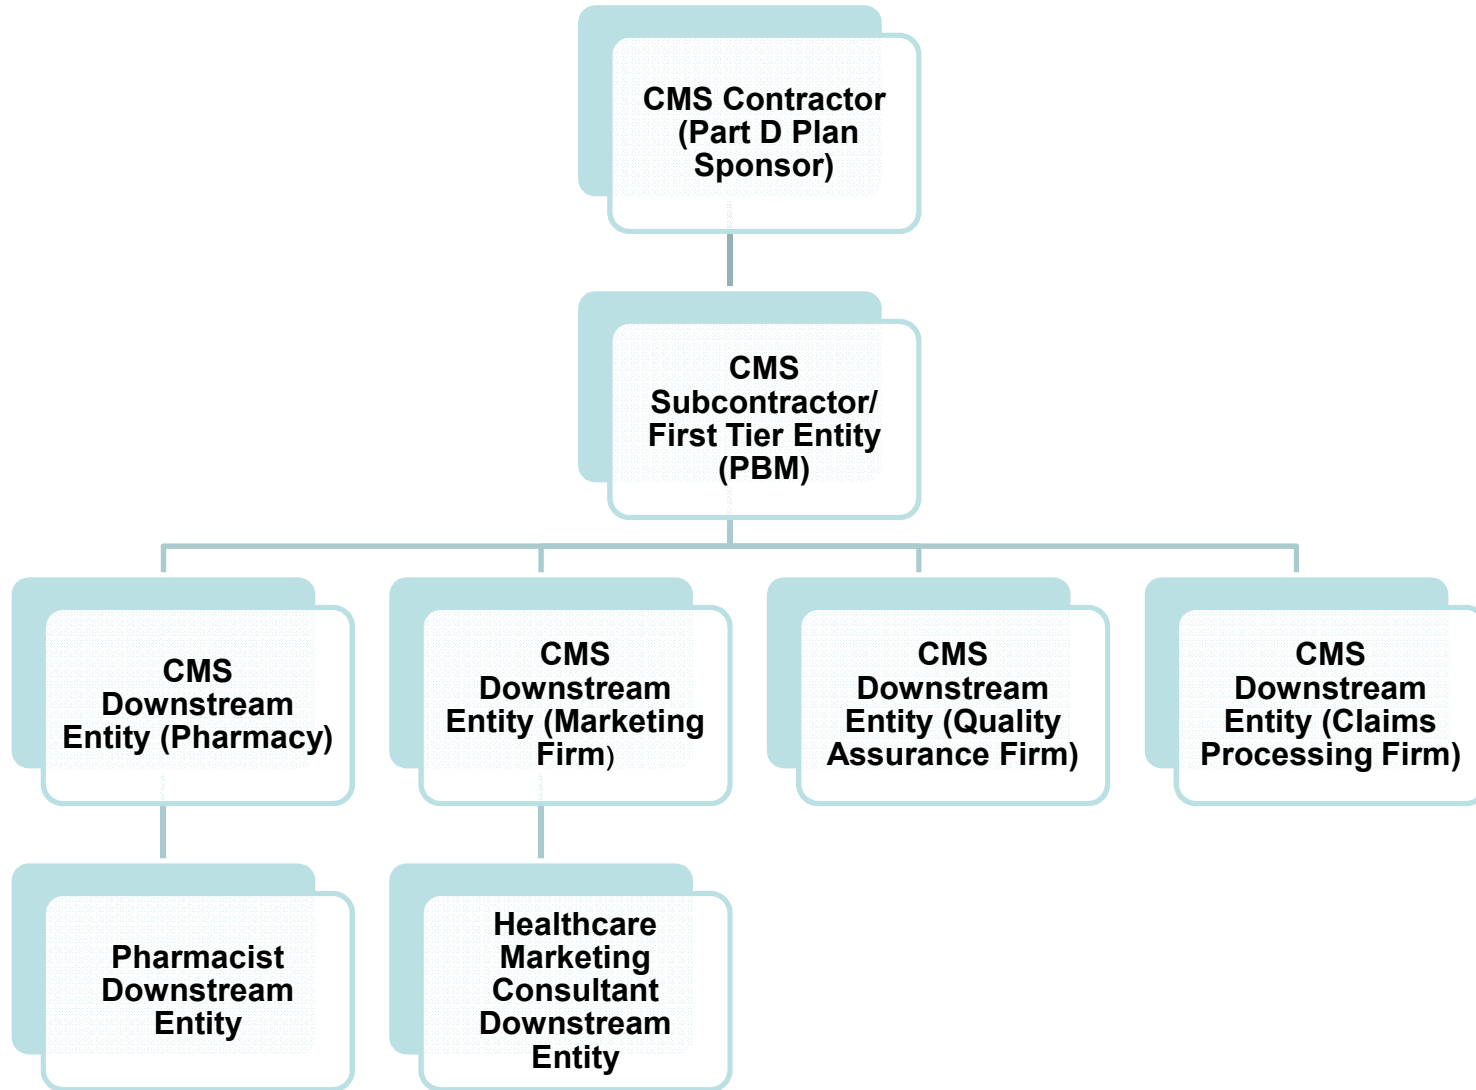 CMS Contractor
(Part D Plan
Sponsor)
CMS
Subcontractor/
First Tier Entity
(PBM)
CMS
Downstream
Entity (Pharmacy)
CMS
Downstream
Entity (Marketing
Firm)
CMS
Downstream
Entity (Quality
Assurance Firm)
CMS
Downstream
Entity (Claims
Processing Firm)
Pharmacist
Downstream
Entity
Healthcare
Marketing
Consultant
Downstream
Entity